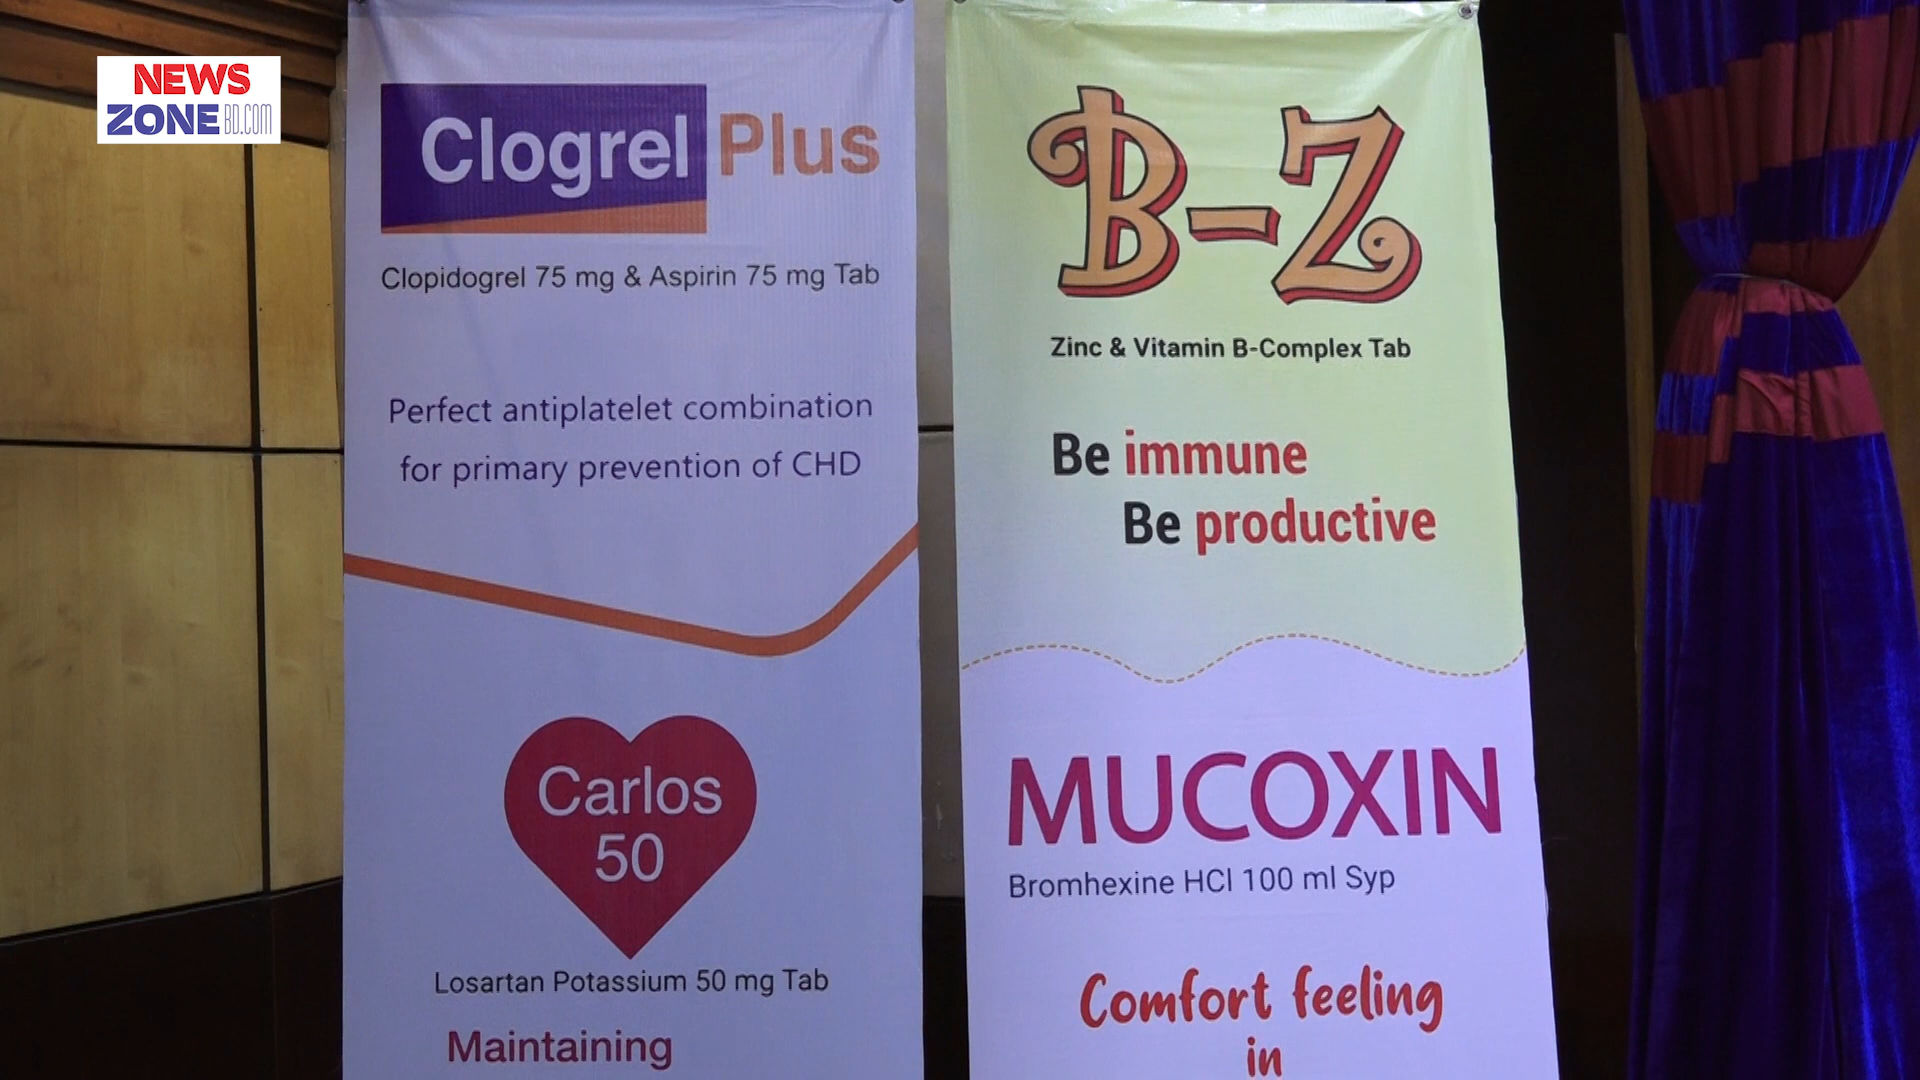 NEWS
ZONE BD.COM
Clogrel Plus
Clopidogrel 75 mg & Aspirin 75 mg Tab
Perfect antiplatelet combination
for primary prevention of CHD
Carlos
50
Losartan Potassium 50 mg Tab
Maintaining
B-Z
Zinc & Vitamin B-Complex Tab
Be immune
Be productive
MUCOXIN
Bromhexine HCl 100 ml Syp
Comfort feeling
in